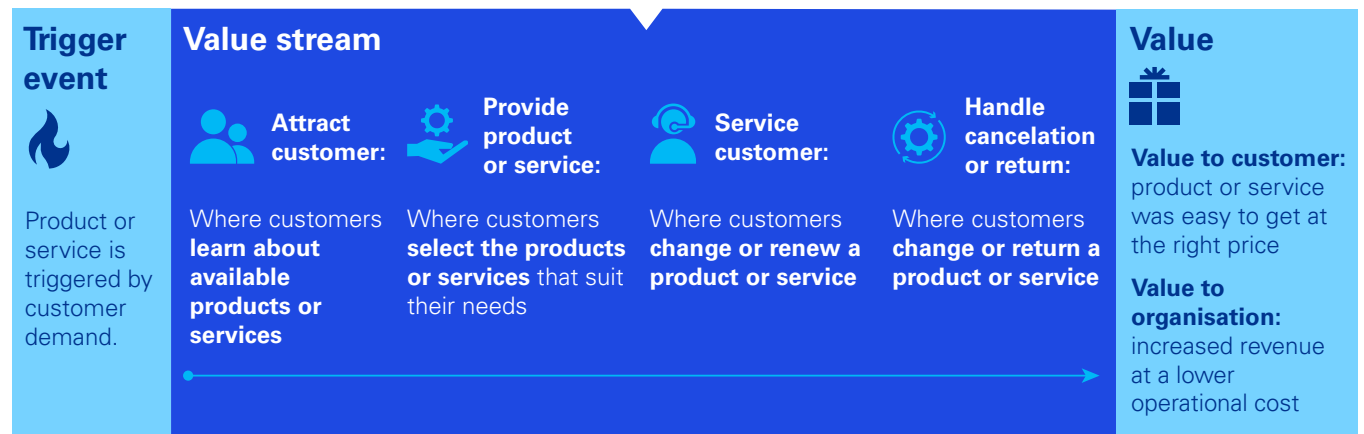 Trigger
event
Product or
service is
triggered by
customer
demand.
Value stream
Attract
customer:
Where customers
learn about
available
products or
services
Provide
product
or service:
Where customers
select the products
or services that suit
their needs
Service
customer:
Where customers
change or renew a
product or service
Handle
cancelation
or return:
Where customers
change or return a
product or service
Value
Value to customer:
product or service
was easy to get at
the right price
Value to
organisation:
increased revenue
at a lower
operational cost